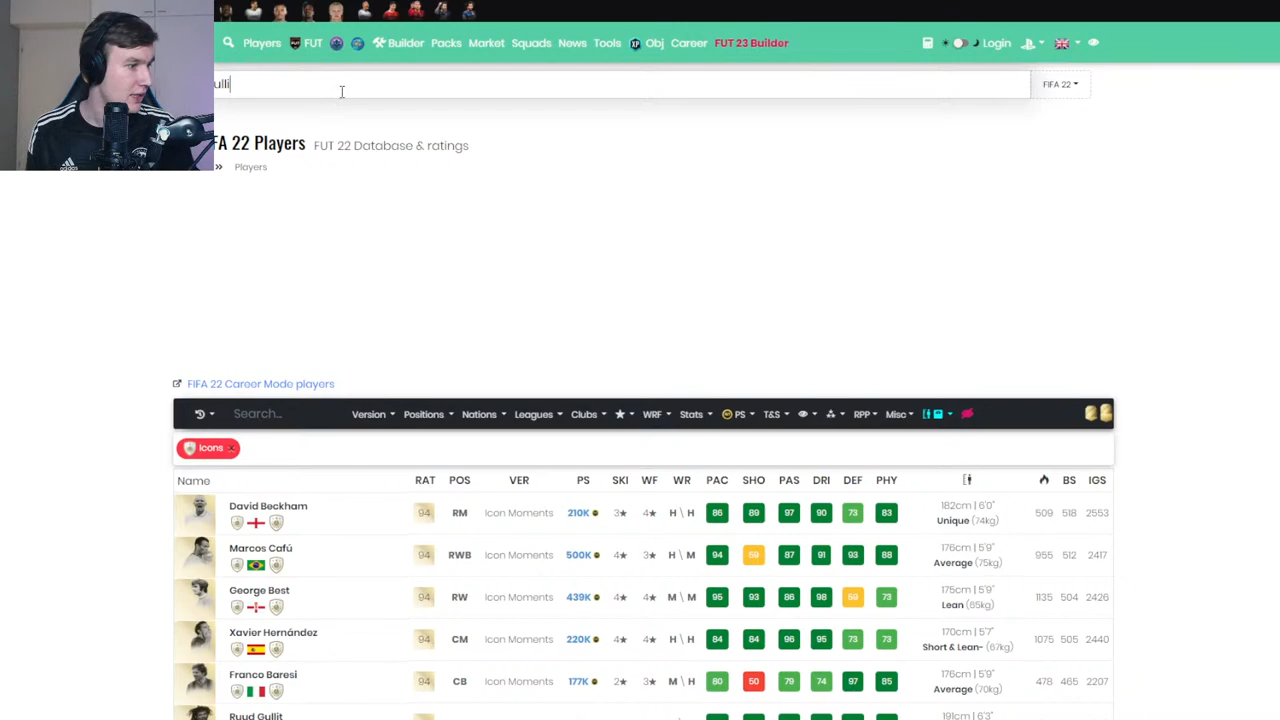 Players FUT Builder Packs Market Squads News Tools XP Obj Career FUT 23 Builder Login
ulli FIFA 22
FA 22 Players FUT 22 Database & ratings
» Players
FIFA 22 Career Mode players
Search... Version Positions Nations Leagues Clubs WRF Stats PS T&S RPP Misc
Icons x
Name RAT POS VER PS SKI WF WR PAC SHO PAS DRI DEF PHY BS IGS
David Beckham 94 RM Icon Moments 210K 3★ 4★ H \ H 86 89 97 90 73 83 182cm | 6'0" 509 518 2553
Unique (74kg)
Marcos Cafú 94 RWB Icon Moments 500K 4★ 3★ H \ M 94 59 87 91 93 88 176cm | 5'9" 955 512 2417
Average (75kg)
George Best 94 RW Icon Moments 439K 4★ 4★ M \ M 95 93 86 98 59 73 175cm | 5'9" 1135 504 2426
Lean (65kg)
Xavier Hernández 94 CM Icon Moments 220K 4★ 4★ H \ H 84 84 96 95 73 73 170cm | 5'7" 1075 505 2440
Short & Lean- (67kg)
Franco Baresi 94 CB Icon Moments 177K 2★ 3★ M \ H 80 50 79 74 97 85 176cm | 5'9" 478 465 2207
Average (70kg)
Ruud Gullit 191cm | 6'3"